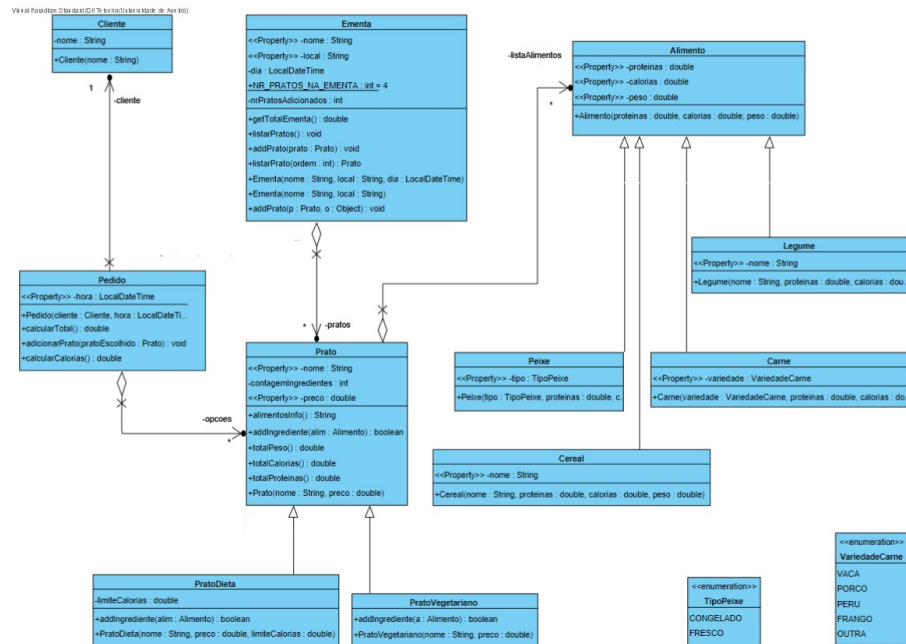 Visual Paradigm Standard(Gil Teixeira(Universidade de Aveiro))
Cliente
-nome : String
+Cliente(nome : String)
1
-cliente
Ementa
<<Property>> -nome : String
<<Property>> -local : String
-dia : LocalDateTime
+NR_PRATOS_NA_EMENTA : int = 4
-nrPratosAdicionados : int
+getTotalEmenta() : double
+listarPratos() : void
+addPrato(prato : Prato) : void
+listarPrato(ordem : int) : Prato
+Ementa(nome : String, local : String, dia : LocalDateTime)
+Ementa(nome : String, local : String)
+addPrato(p : Prato, o : Object) : void
-listaAlimentos
*
Alimento
<<Property>> -proteinas : double
<<Property>> -calorias : double
<<Property>> -peso : double
+Alimento(proteinas : double, calorias : double, peso : double)
Legume
<<Property>> -nome : String
+Legume(nome : String, proteinas : double, calorias : dou...
Pedido
<<Property>> -hora : LocalDateTime
+Pedido(cliente : Cliente, hora : LocalDateTi...
+calcularTotal() : double
+adicionarPrato(pratoEscolhido : Prato) : void
+calcularCalorias() : double
*
-pratos
-opcoes
*
Prato
<<Property>> -nome : String
-contagemIngredientes : int
<<Property>> -preco : double
+alimentosInfo() : String
+addIngrediente(alim : Alimento) : boolean
+totalPeso() : double
+totalCalorias() : double
+totalProteinas() : double
+Prato(nome : String, preco : double)
Peixe
<<Property>> -tipo : TipoPeixe
+Peixe(tipo : TipoPeixe, proteinas : double, c...
Carne
<<Property>> -variedade : VariedadeCarne
+Carne(variedade : VariedadeCarne, proteinas : double, calorias : do...
Cereal
<<Property>> -nome : String
+Cereal(nome : String, proteinas : double, calorias : double, peso : double)
PratoDieta
-limiteCalorias : double
+addIngrediente(alim : Alimento) : boolean
+PratoDieta(nome : String, preco : double, limiteCalorias : double)
PratoVegetariano
+addIngrediente(a : Alimento) : boolean
+PratoVegetariano(nome : String, preco : double)
<<enumeration>>
TipoPeixe
CONGELADO
FRESCO
<<enumeration>>
VariedadeCarne
VACA
PORCO
PERU
FRANGO
OUTRA